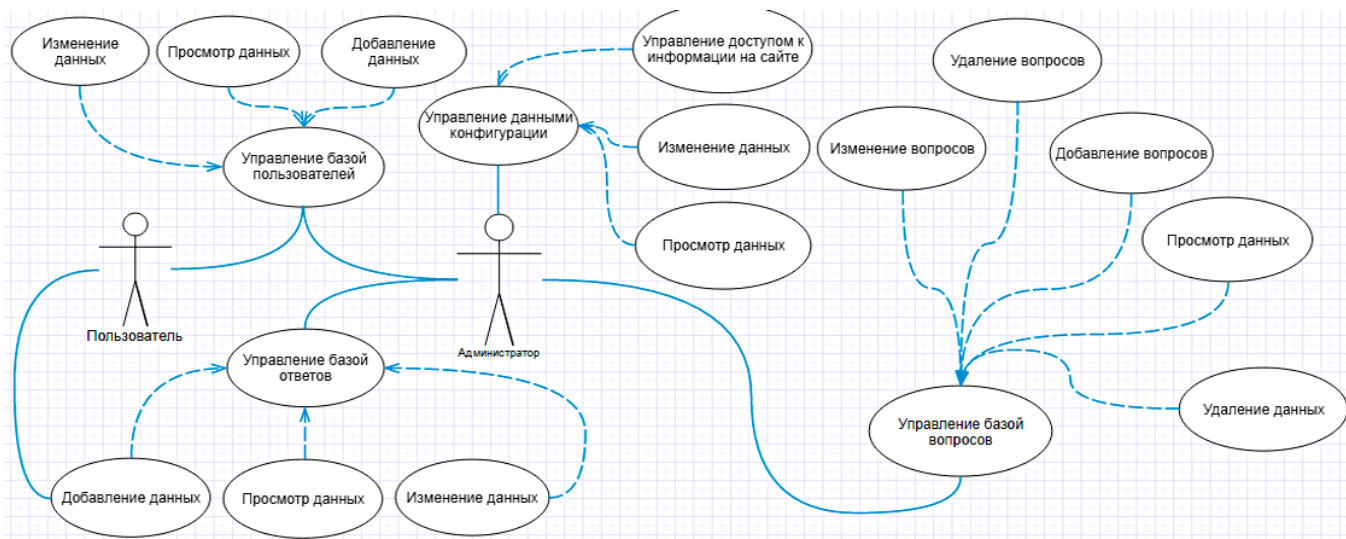 Изменение
данных
Просмотр данных
Добавление
данных
Управление доступом к
информации на сайте
Удаление вопросов
Управление данными
конфигурации
Изменение данных
Изменение вопросов
Добавление вопросов
Управление базой
пользователей
Просмотр данных
Просмотр данных
Пользователь
Администратор
Управление базой
ответов
Удаление данных
Управление базой
вопросов
Добавление данных
Просмотр данных
Изменение данных